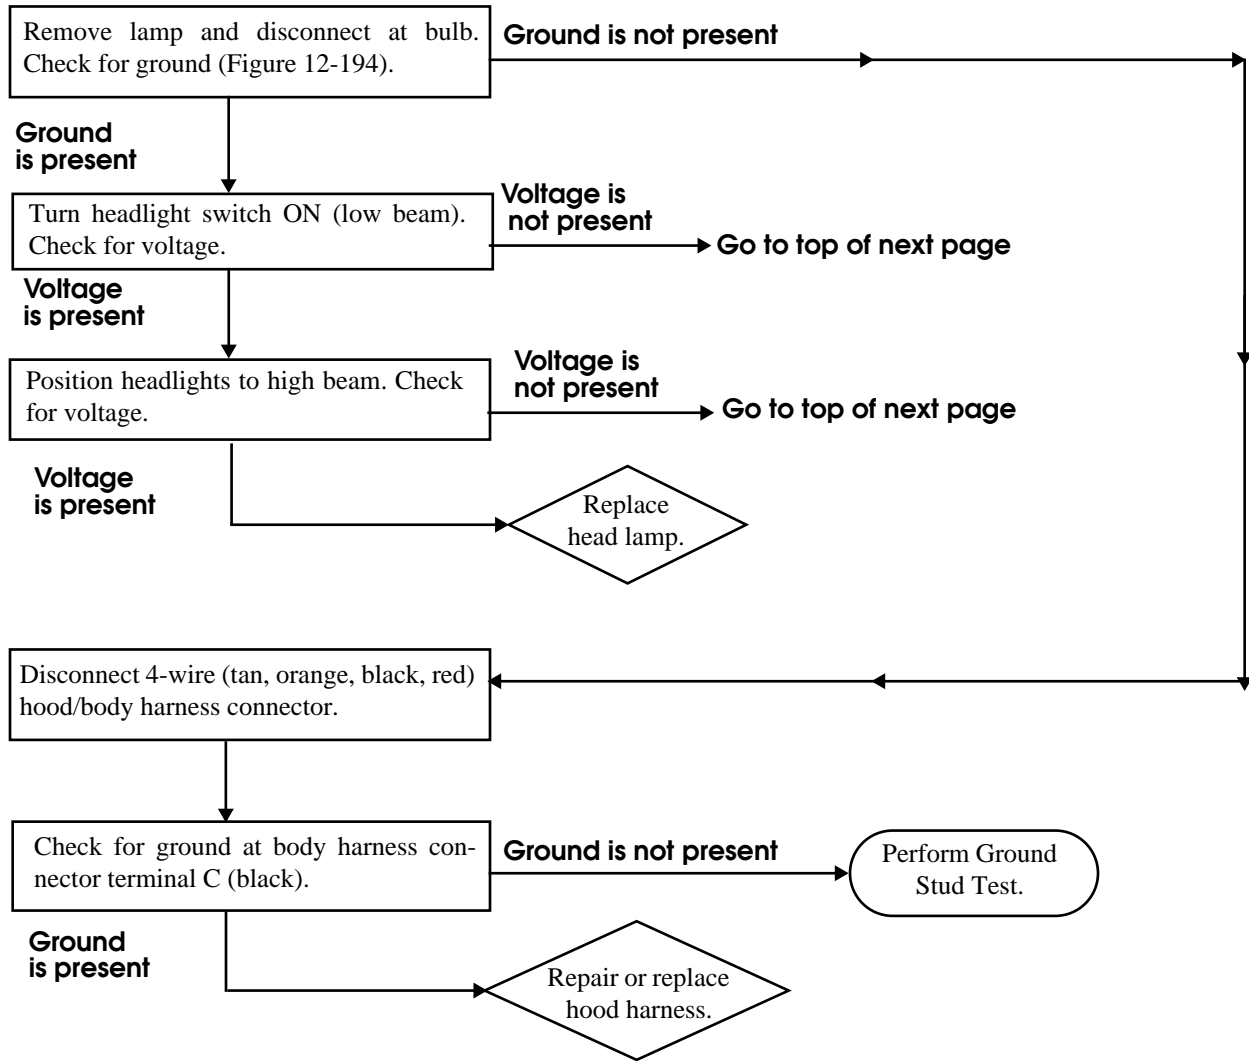 Remove lamp and disconnect at bulb.
Check for ground (Figure 12-194).
Ground is not present
Ground
is present
Turn headlight switch ON (low beam).
Check for voltage.
Voltage is
not present
Go to top of next page
Voltage
is present
Position headlights to high beam. Check
for voltage.
Voltage is
not present
Go to top of next page
Voltage
is present
Replace
head lamp.
Disconnect 4-wire (tan, orange, black, red)
hood/body harness connector.
Check for ground at body harness con-
nector terminal C (black).
Ground is not present
Perform Ground
Stud Test.
Ground
is present
Repair or replace
hood harness.